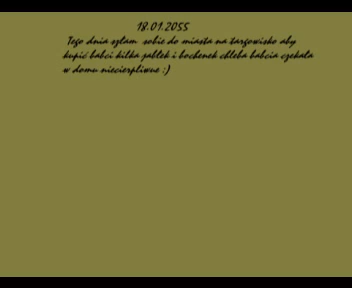 18.01.2055
Tego dnia szłam sobie do miasta na targowisko aby
kupić babci kilka jabłek i bochenek chleba babcia czekała
w domu niecierpliwie :)